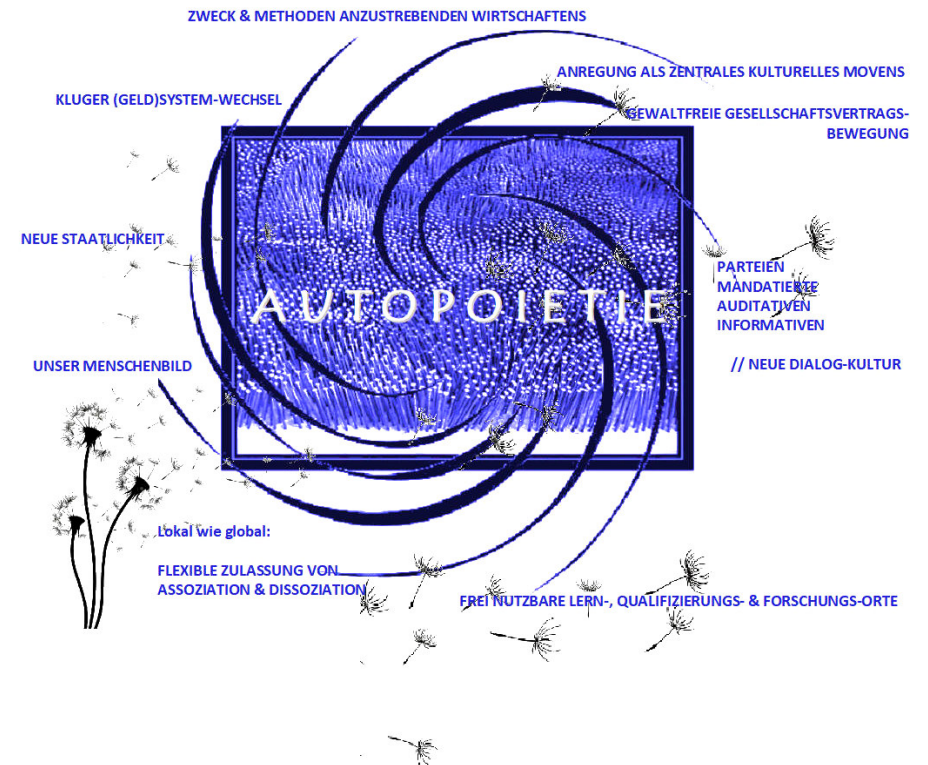 ZWECK & METHODEN ANZUSTREBENDEN WIRTSCHAFTENS
ANREGUNG ALS ZENTRALES KULTURELLES MOVENS
KLUGER (GELD)SYSTEM-WECHSEL
GEWALTFREIE GESELLSCHAFTSVERTRAGS-
BEWEGUNG
NEUE STAATLICHKEIT
PARTEIEN
MANDATIERTE
AUDITATIVEN
INFORMATIVEN
AUTOPOIETIE
UNSER MENSCHENBILD
// NEUE DIALOG-KULTUR
Lokal wie global:
FLEXIBLE ZULASSUNG VON
ASSOZIATION & DISSOZIATION
FREI NUTZBARE LERN-, QUALIFIZIERUNGS- & FORSCHUNGS-ORTE